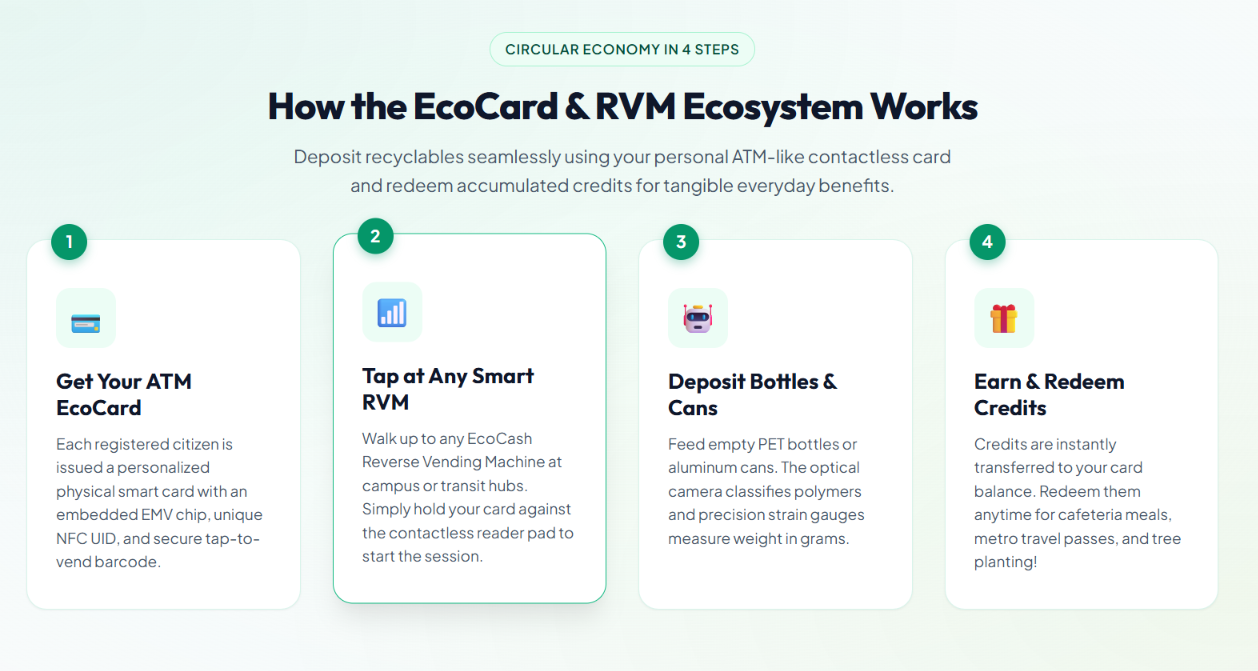 CIRCULAR ECONOMY IN 4 STEPS
How the EcoCard & RVM Ecosystem Works
Deposit recyclables seamlessly using your personal ATM-like contactless card
and redeem accumulated credits for tangible everyday benefits.
1
Get Your ATM
EcoCard
Each registered citizen is
issued a personalized
physical smart card with an
embedded EMV chip, unique
NFC UID, and secure tap-to-
vend barcode.
2
Tap at Any Smart
RVM
Walk up to any EcoCash
Reverse Vending Machine at
campus or transit hubs.
Simply hold your card against
the contactless reader pad to
start the session.
3
Deposit Bottles &
Cans
Feed empty PET bottles or
aluminum cans. The optical
camera classifies polymers
and precision strain gauges
measure weight in grams.
4
Earn & Redeem
Credits
Credits are instantly
transferred to your card
balance. Redeem them
anytime for cafeteria meals,
metro travel passes, and tree
planting!